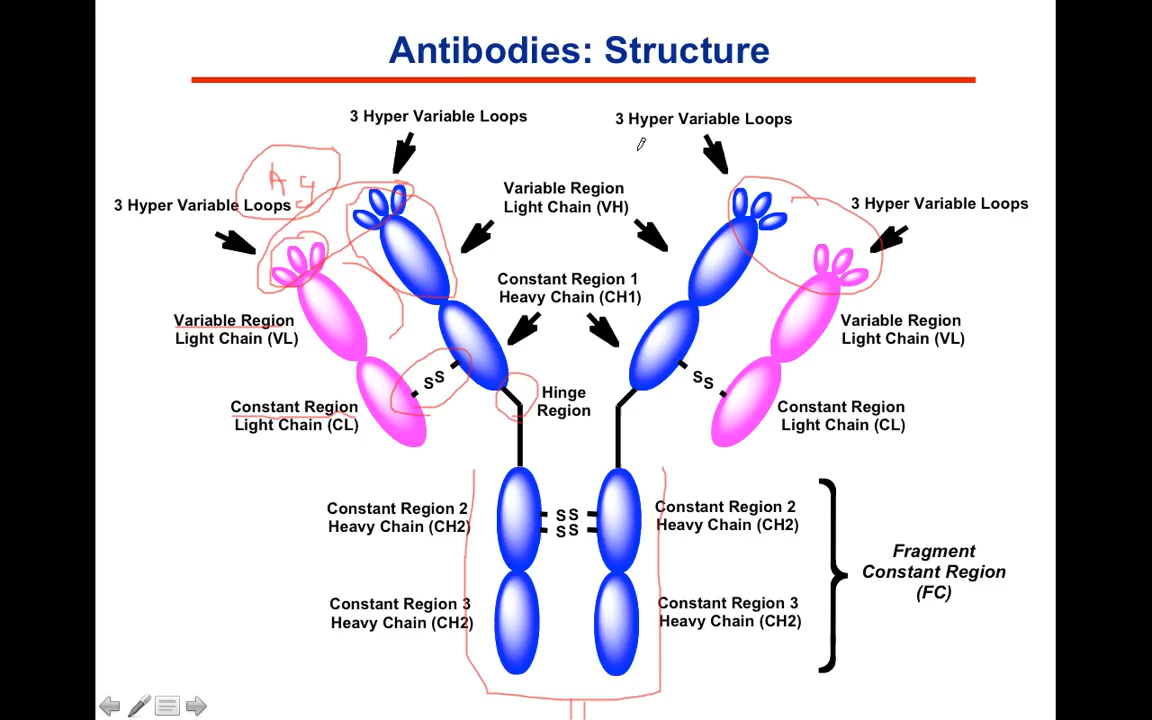 Antibodies: Structure
3 Hyper Variable Loops
3 Hyper Variable Loops
Ag
3 Hyper Variable Loops
Variable Region
Light Chain (VH)
3 Hyper Variable Loops
Constant Region 1
Heavy Chain (CH1)
Variable Region
Light Chain (VL)
Variable Region
Light Chain (VL)
SS
SS
Hinge
Region
Constant Region
Light Chain (CL)
Constant Region
Light Chain (CL)
Constant Region 2
Heavy Chain (CH2)
SS
SS
Constant Region 2
Heavy Chain (CH2)
Fragment
Constant Region
(FC)
Constant Region 3
Heavy Chain (CH2)
Constant Region 3
Heavy Chain (CH2)